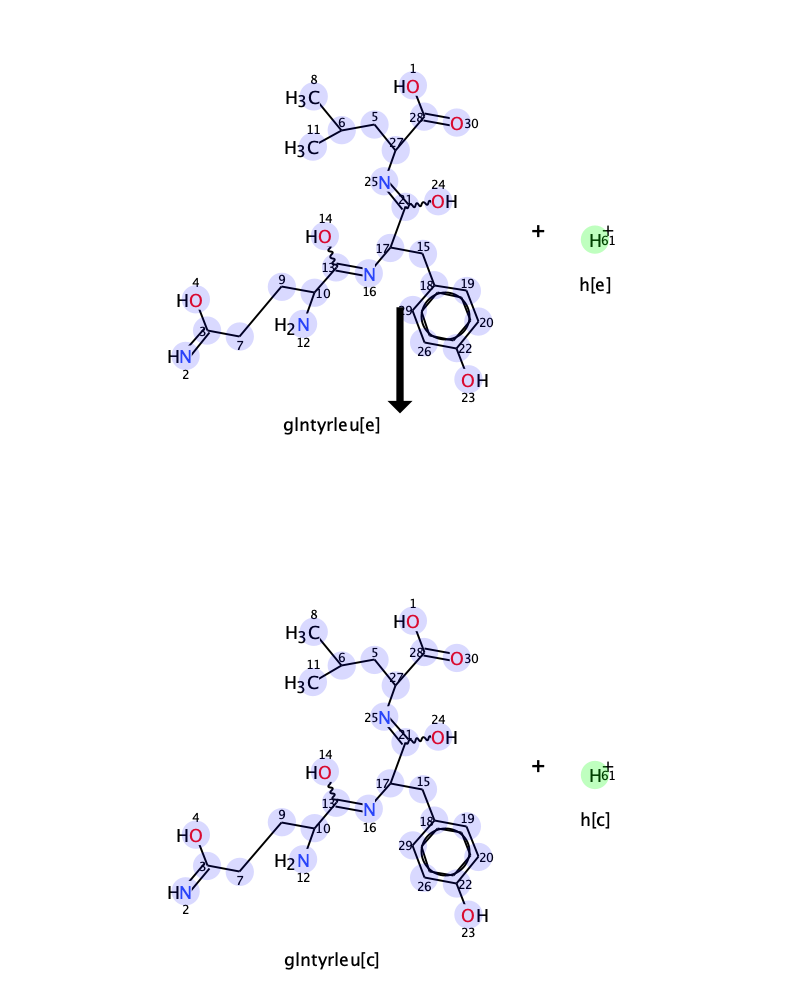 1
8
HO
H₃C
5
28
O30
11
6
H₃C
27
25N
24
21
OH
14
HO
+
H61
+
17
15
13
h[e]
N
16
4
9
10
18
19
HO
29
20
3
H₂N
12
7
26
22
HN
2
OH
23
glntyrleu[e]
1
8
HO
H₃C
5
28
O30
11
6
H₃C
27
25N
24
21
OH
14
HO
+
H61
+
17
15
13
h[c]
N
16
4
9
10
18
19
HO
29
20
3
H₂N
12
7
26
22
HN
2
OH
23
glntyrleu[c]